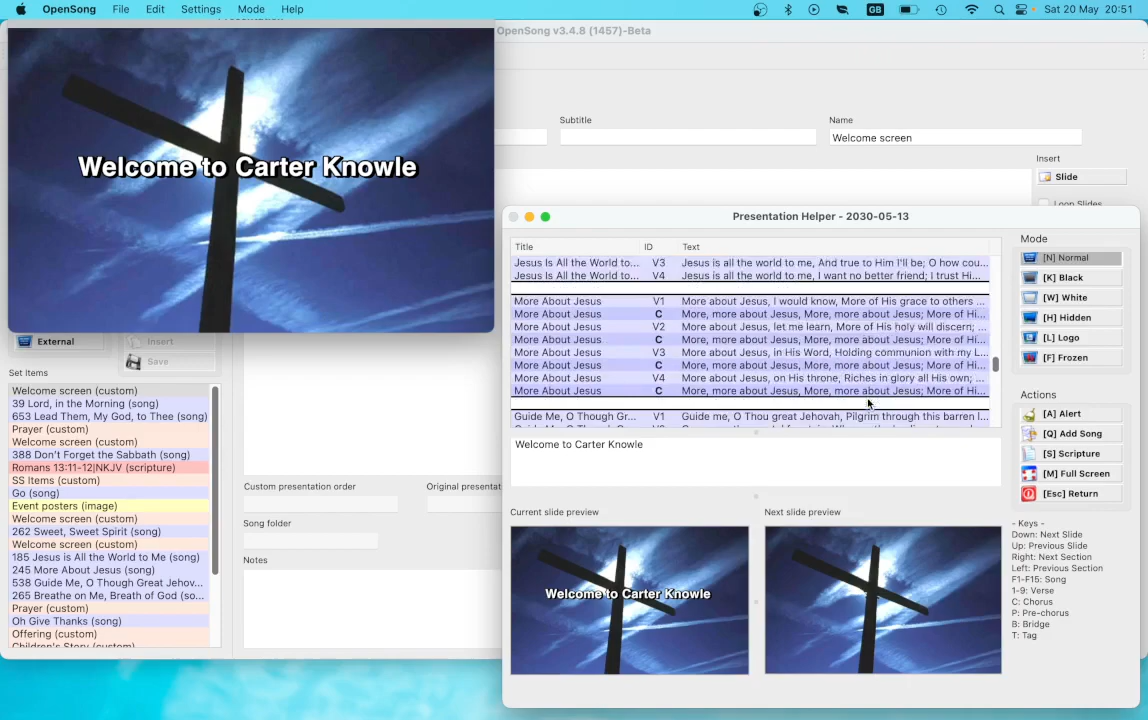 OpenSong File Edit Settings Mode Help GB Sat 20 May 20:51
OpenSong v3.4.8 (1457)-Beta
Welcome to Carter Knowle
Subtitle
Name
Welcome screen
Insert
Slide
Loop Slides
External
Insert
Save
Set Items
Welcome screen (custom)
39 Lord, in the Morning (song)
653 Lead Them, My God, to Thee (song)
Prayer (custom)
Welcome screen (custom)
388 Don't Forget the Sabbath (song)
Romans 13:11-12|NKJV (scripture)
SS Items (custom)
Go (song)
Event posters (image)
Welcome screen (custom)
262 Sweet, Sweet Spirit (song)
Welcome screen (custom)
185 Jesus is All the World to Me (song)
245 More About Jesus (song)
538 Guide Me, O Though Great Jehov...
265 Breathe on Me, Breath of God (so...
Prayer (custom)
Oh Give Thanks (song)
Offering (custom)
Children's Story (custom)
Custom presentation order
Original presentat
Song folder
Notes
Presentation Helper - 2030-05-13
Title ID Text
Jesus Is All the World to... V3 Jesus is all the world to me, And true to Him I'll be; O how cou...
Jesus Is All the World to... V4 Jesus is all the world to me, I want no better friend; I trust Hi...
More About Jesus V1 More about Jesus, I would know, More of His grace to others ...
More About Jesus C More, more about Jesus, More, more about Jesus; More of Hi...
More About Jesus V2 More about Jesus, let me learn, More of His holy will discern; ...
More About Jesus C More, more about Jesus, More, more about Jesus; More of Hi...
More About Jesus V3 More about Jesus, in His Word, Holding communion with my L...
More About Jesus C More, more about Jesus, More, more about Jesus; More of Hi...
More About Jesus V4 More about Jesus, on His throne, Riches in glory all His own; ...
More About Jesus C More, more about Jesus, More, more about Jesus; More of Hi...
Guide Me, O Though Gr... V1 Guide me, O Thou great Jehovah, Pilgrim through this barren l...
Welcome to Carter Knowle
Current slide preview
Next slide preview
Welcome to Carter Knowle
Mode
[N] Normal
[K] Black
[W] White
[H] Hidden
[L] Logo
[F] Frozen
Actions
[A] Alert
[Q] Add Song
[S] Scripture
[M] Full Screen
[Esc] Return
- Keys -
Down: Next Slide
Up: Previous Slide
Right: Next Section
Left: Previous Section
F1-F15: Song
1-9: Verse
C: Chorus
P: Pre-chorus
B: Bridge
T: Tag